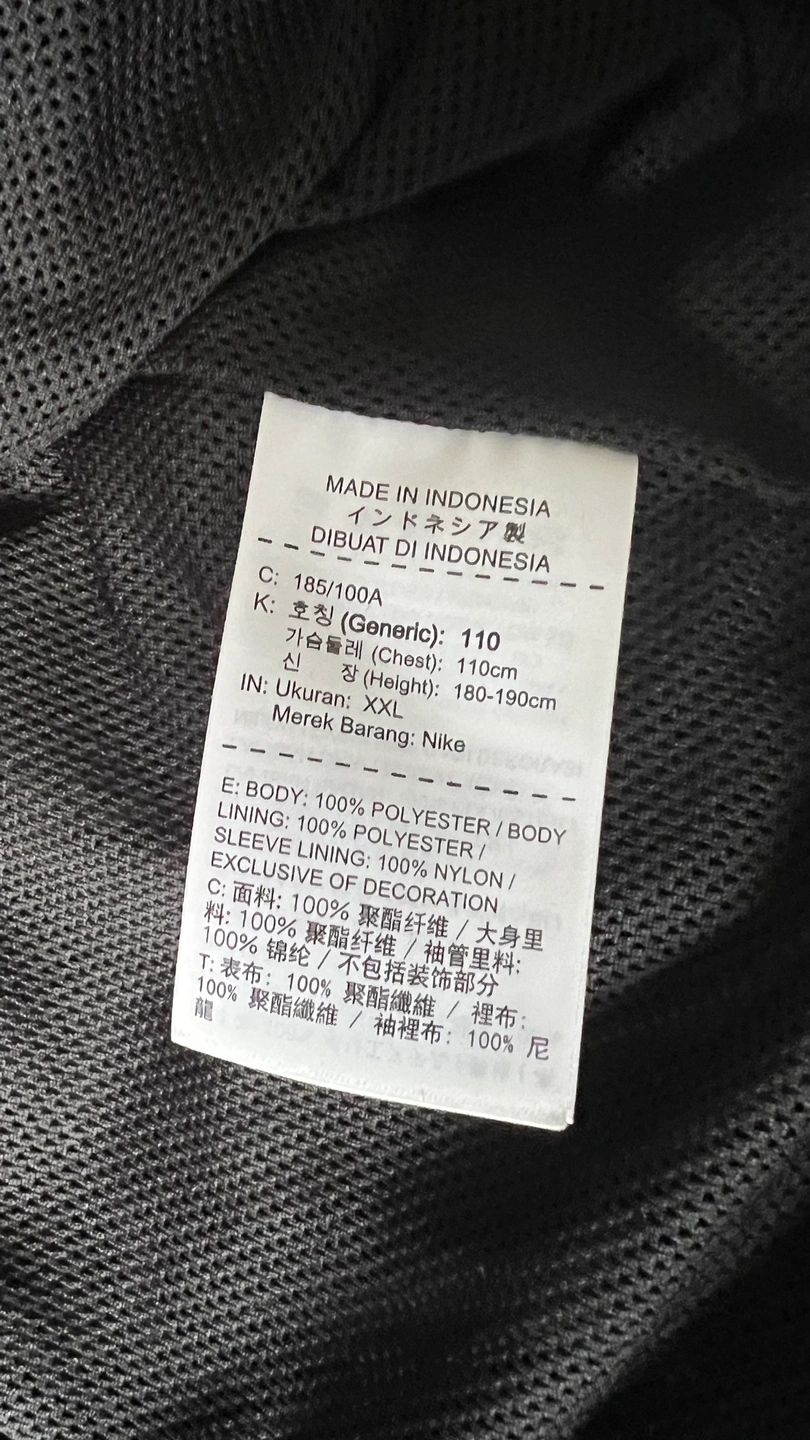 MADE IN INDONESIA
インドネシア製
DIBUAT DI INDONESIA
C: 185/100A
K: 호칭 (Generic): 110
가슴둘레 (Chest): 110cm
신 장 (Height): 180-190cm
IN: Ukuran: XXL
Merek Barang: Nike
E: BODY: 100% POLYESTER / BODY
LINING: 100% POLYESTER /
SLEEVE LINING: 100% NYLON /
EXCLUSIVE OF DECORATION
C: 面料: 100% 聚酯纤维 / 大身里
料: 100% 聚酯纤维 / 袖管里料:
100% 锦纶 / 不包括装饰部分
T: 表布: 100% 聚酯纖維 / 裡布:
100% 聚酯纖維 / 袖裡布: 100% 尼
龍